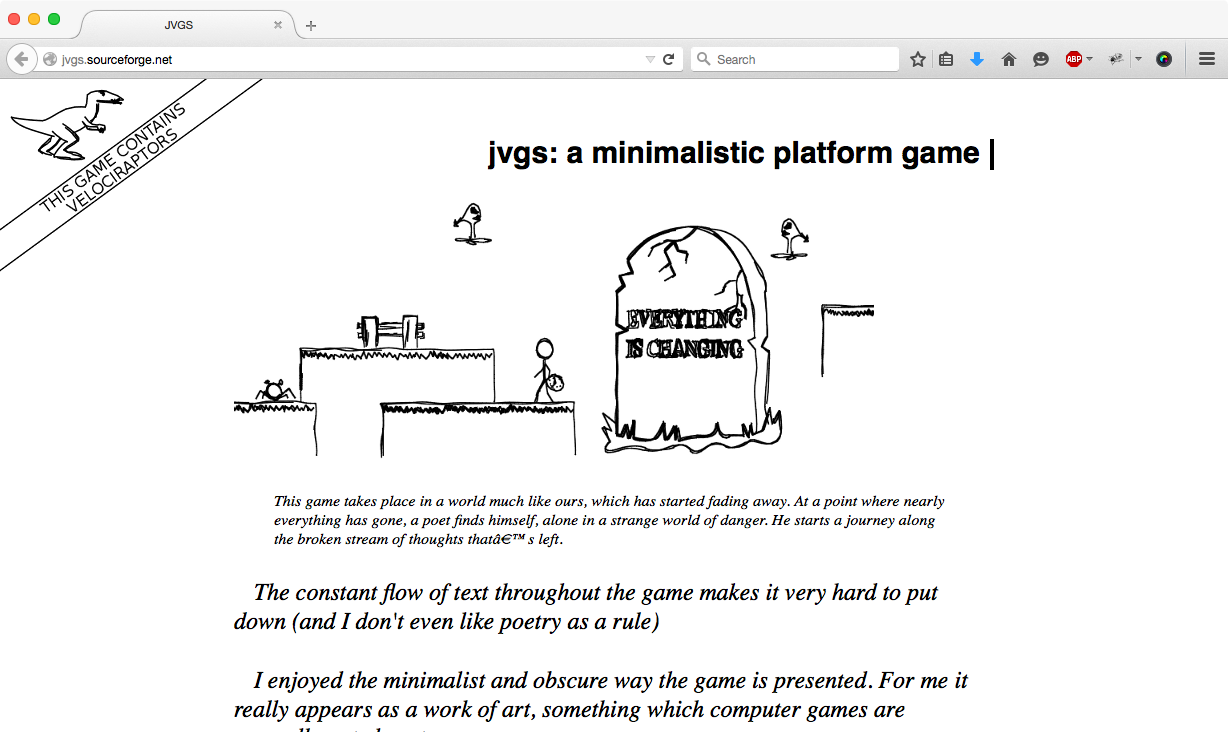 JVGS
jvgs.sourceforge.net
Search
ABP
THIS GAME CONTAINS
VELOCIRAPTORS
jvgs: a minimalistic platform game
EVERYTHING
IS CHANGING
This game takes place in a world much like ours, which has started fading away. At a point where nearly
everything has gone, a poet finds himself, alone in a strange world of danger. He starts a journey along
the broken stream of thoughts thatâ€™s left.
The constant flow of text throughout the game makes it very hard to put
down (and I don't even like poetry as a rule)
I enjoyed the minimalist and obscure way the game is presented. For me it
really appears as a work of art, something which computer games are